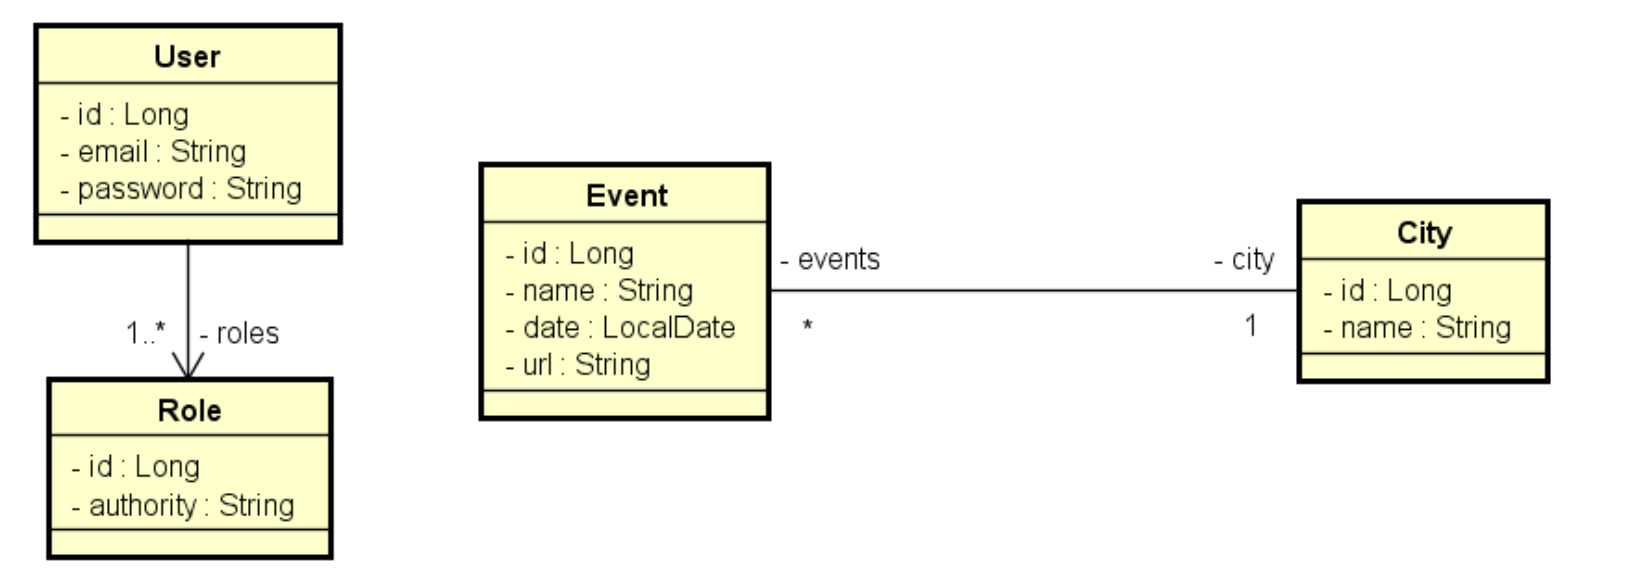 User
- id : Long
- email : String
- password : String
1..* - roles
Role
- id : Long
- authority : String
Event
- id : Long
- name : String
- date : LocalDate
- url : String
- events
*
- city
1
City
- id : Long
- name : String